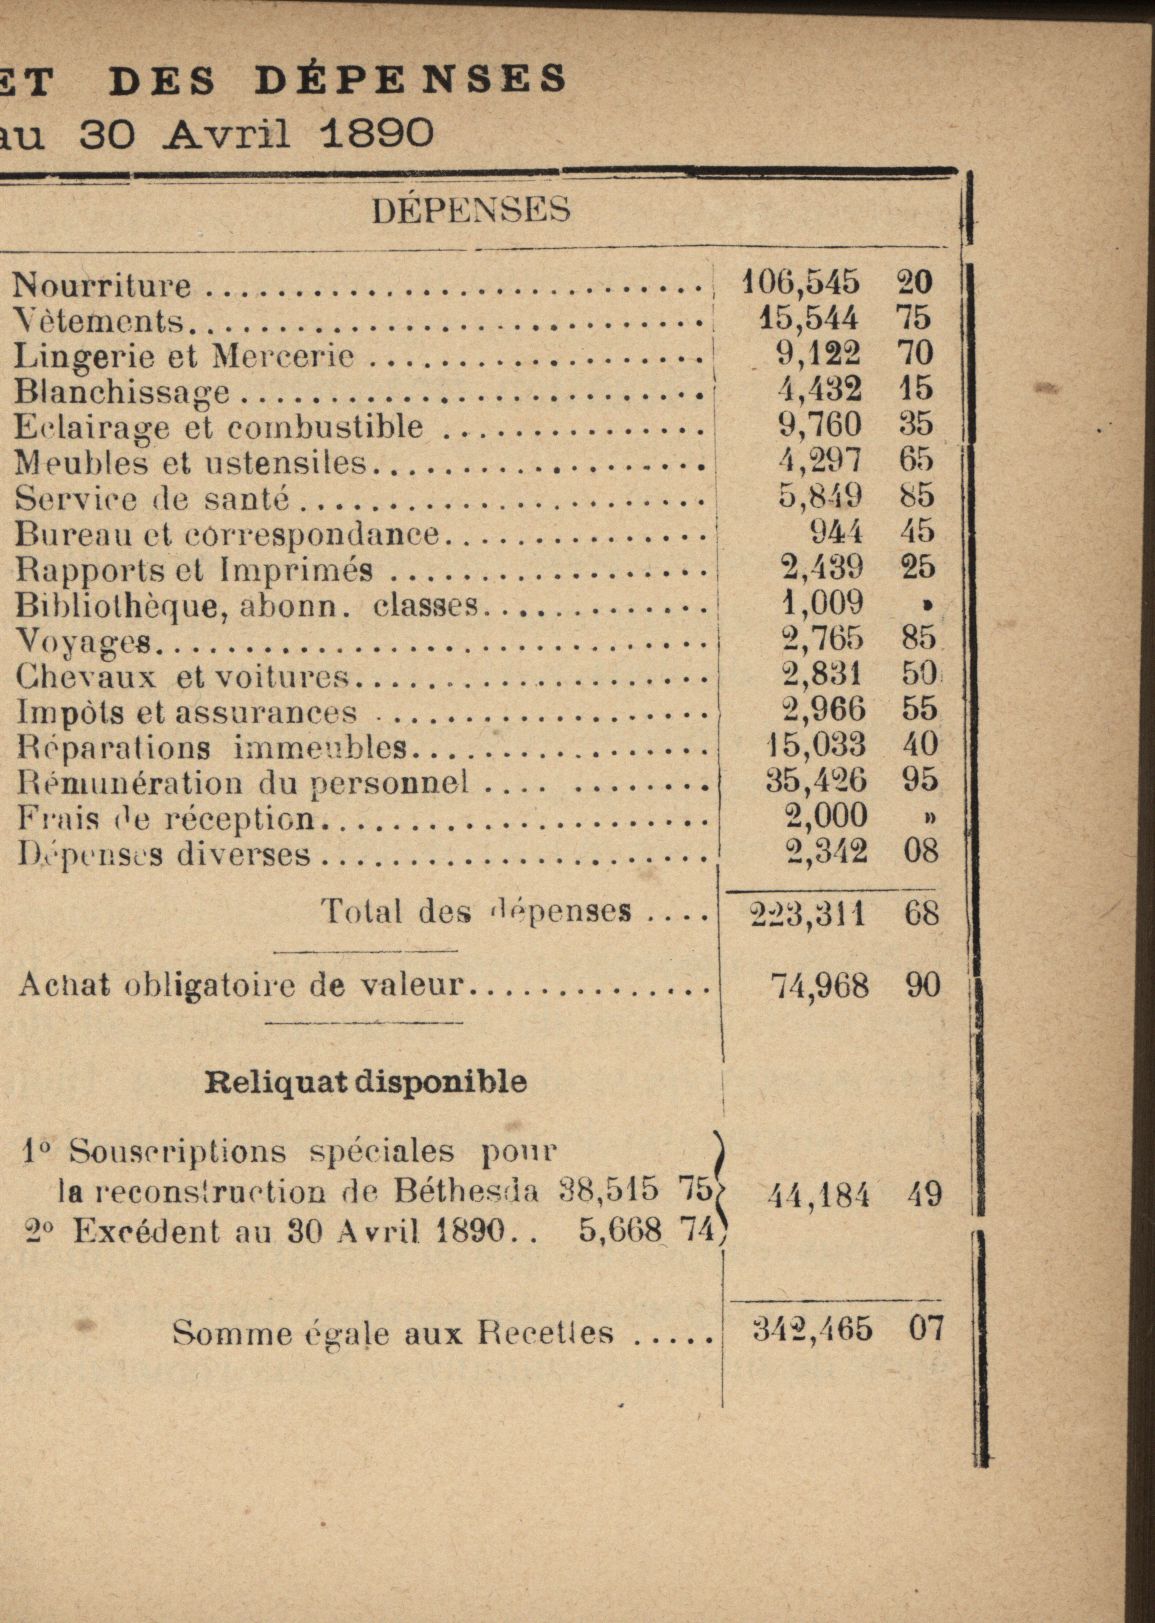 ET DES DÉPENSES
au 30 Avril 1890
DÉPENSES
Nourriture .............................. 106,545 20
Vêtements.............................. 15,544 75
Lingerie et Mercerie .................... 9,122 70
Blanchissage ........................... 4,432 15
Eclairage et combustible ................ 9,760 35
Meubles et ustensiles.................... 4,297 65
Service de santé........................ 5,849 85
Bureau et correspondance................ 944 45
Rapports et Imprimés ................... 2,439 25
Bibliothèque, abonn. classes............. 1,009 »
Voyages................................ 2,765 85
Chevaux et voitures..................... 2,831 50
Impôts et assurances ................... 2,966 55
Réparations immeubles.................. 15,033 40
Rémunération du personnel .... ........ 35,426 95
Frais de réception....................... 2,000 »
Dépenses diverses ...................... 2,342 08
Total des dépenses .... 223,311 68
Achat obligatoire de valeur.............. 74,968 90
Reliquat disponible
1º Souscriptions spéciales pour
la reconstruction de Béthesda 38,515 75 } 44,184 49
2º Excédent au 30 Avril 1890.. 5,668 74
Somme égale aux Recettes ..... 342,465 07